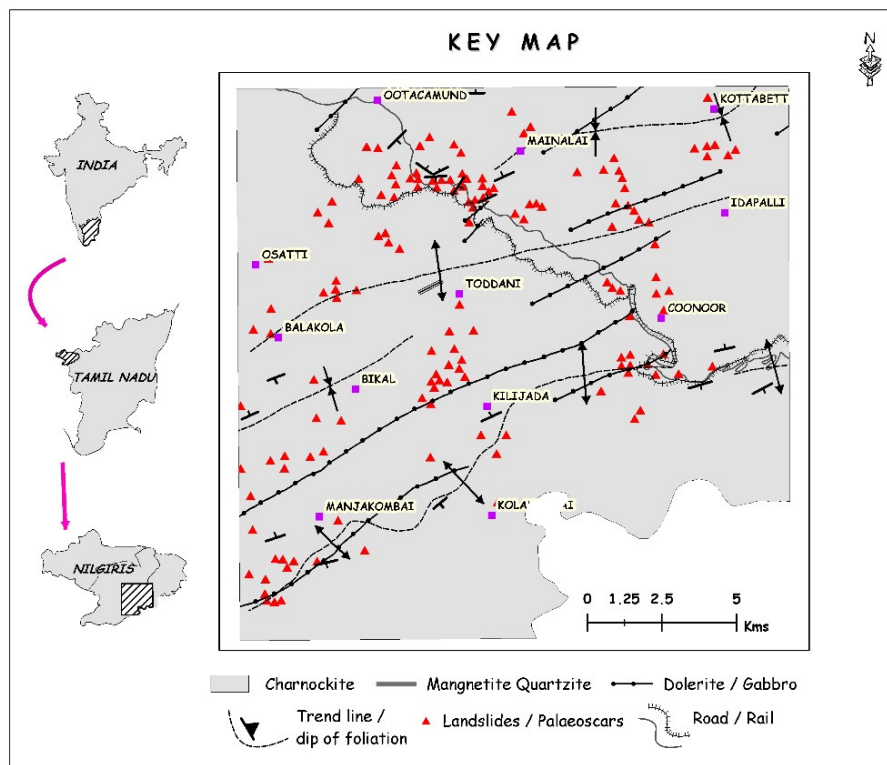 KEY MAP
N
INDIA
TAMIL NADU
NILGIRIS
OOTACAMUND
KOTTABETT
MAINALAI
IDAPALLI
OSATTI
TODDANI
COONOOR
BALAKOLA
BIKAL
KILIJADA
MANJAKOMBAI
0 1.25 2.5 5
Kms
Charnockite
Mangnetite Quartzite
Dolerite / Gabbro
Trend line /
dip of foliation
Landslides / Palaeoscars
Road / Rail